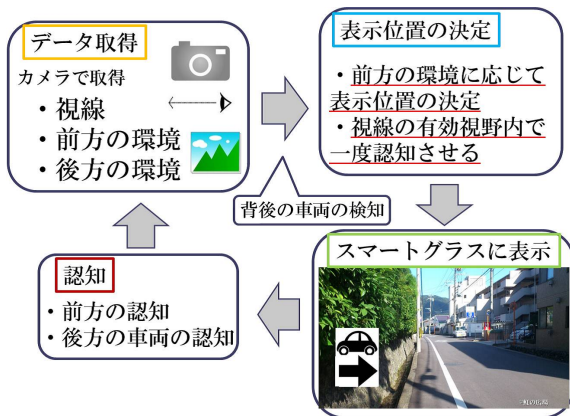 データ取得
カメラで取得
・視線
・前方の環境
・後方の環境
表示位置の決定
・前方の環境に応じて
表示位置の決定
・視線の有効視野内で
一度認知させる
背後の車両の検知
スマートグラスに表示
認知
・前方の認知
・後方の車両の認知